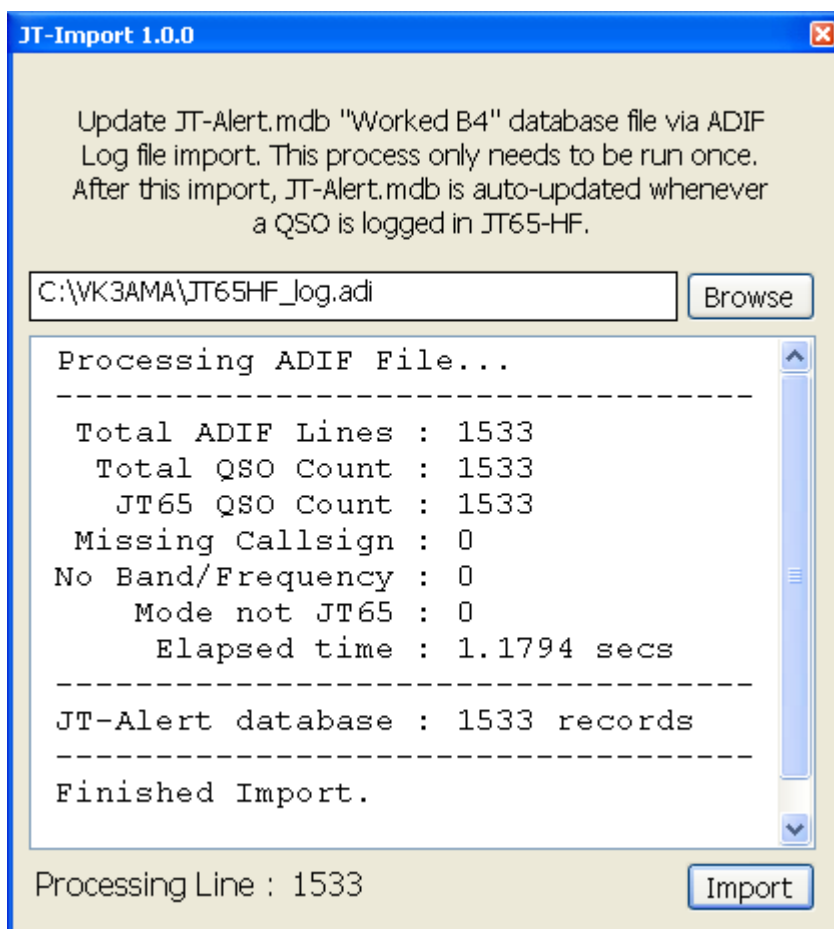 JT-Import 1.0.0
Update JT-Alert.mdb "Worked B4" database file via ADIF
Log file import. This process only needs to be run once.
After this import, JT-Alert.mdb is auto-updated whenever
a QSO is logged in JT65-HF.
C:\VK3AMA\JT65HF_log.adi
Browse
Processing ADIF File...
-----------------------------------
Total ADIF Lines : 1533
Total QSO Count : 1533
JT65 QSO Count : 1533
Missing Callsign : 0
No Band/Frequency : 0
Mode not JT65 : 0
Elapsed time : 1.1794 secs
-----------------------------------
JT-Alert database : 1533 records
-----------------------------------
Finished Import.
Processing Line : 1533
Import